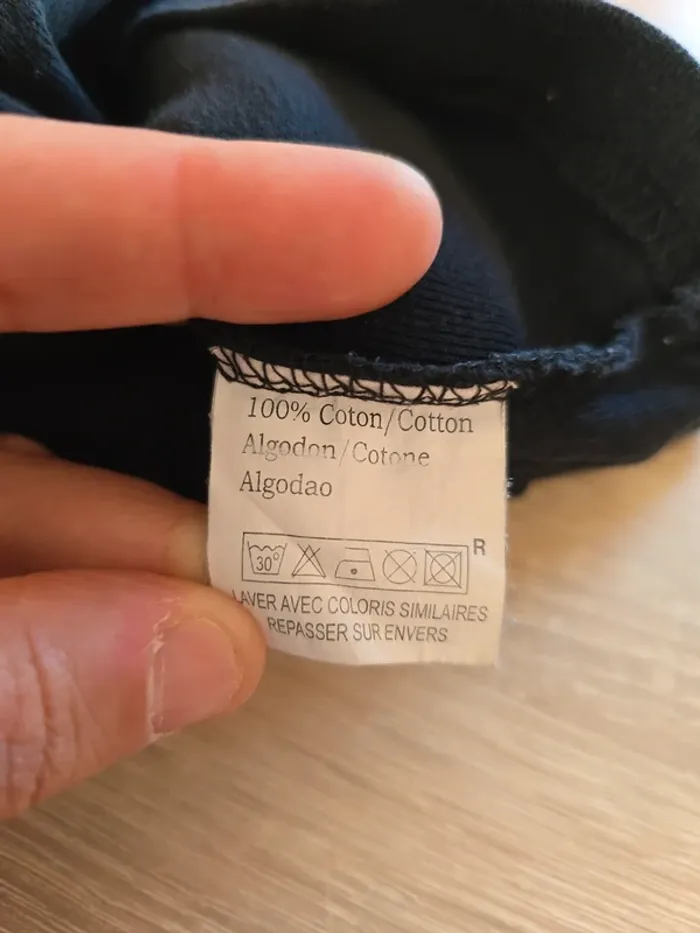 100% Coton/Cotton
Algodon/Cotone
Algodao
R
30°
LAVER AVEC COLORIS SIMILAIRES
REPASSER SUR ENVERS